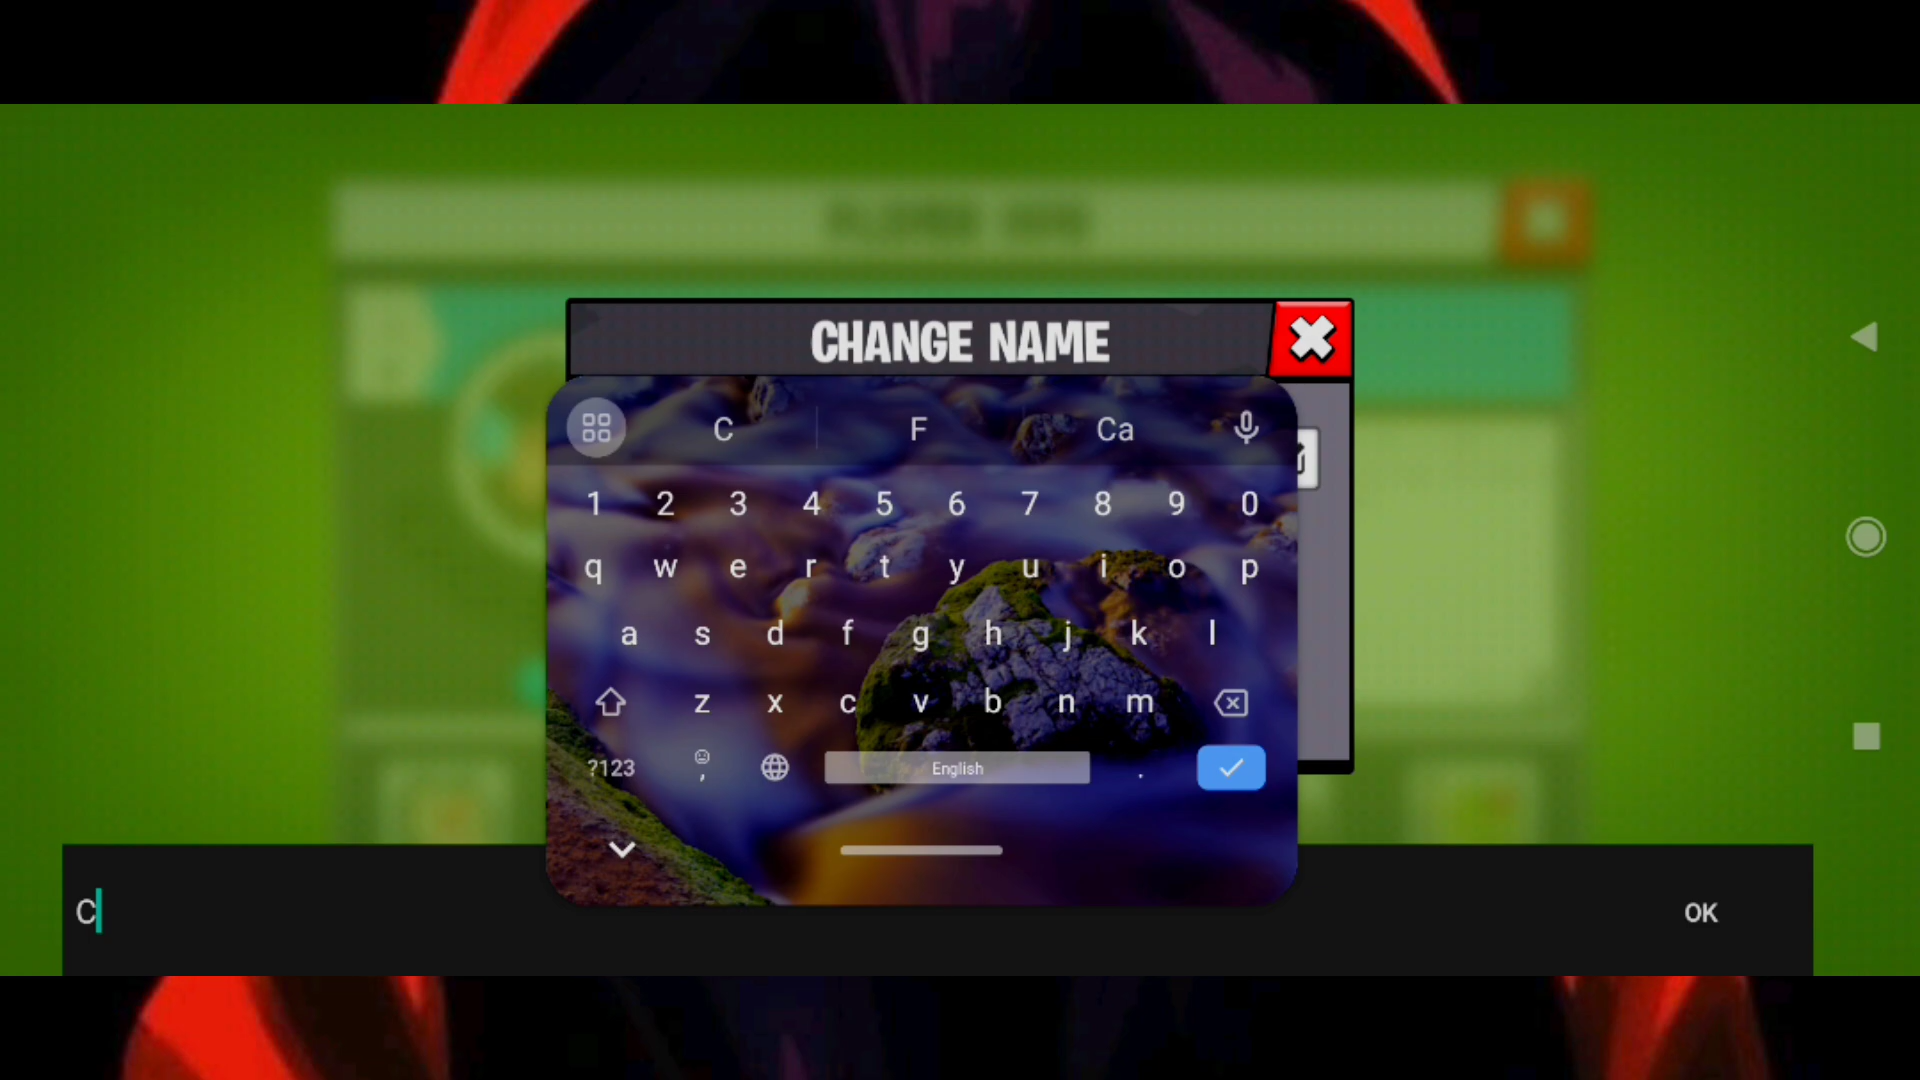 CHANGE NAME
C F Ca
1 2 3 4 5 6 7 8 9 0
q w e r t y u i o p
a s d f g h j k l
z x c v b n m
?123 , English .
C OK